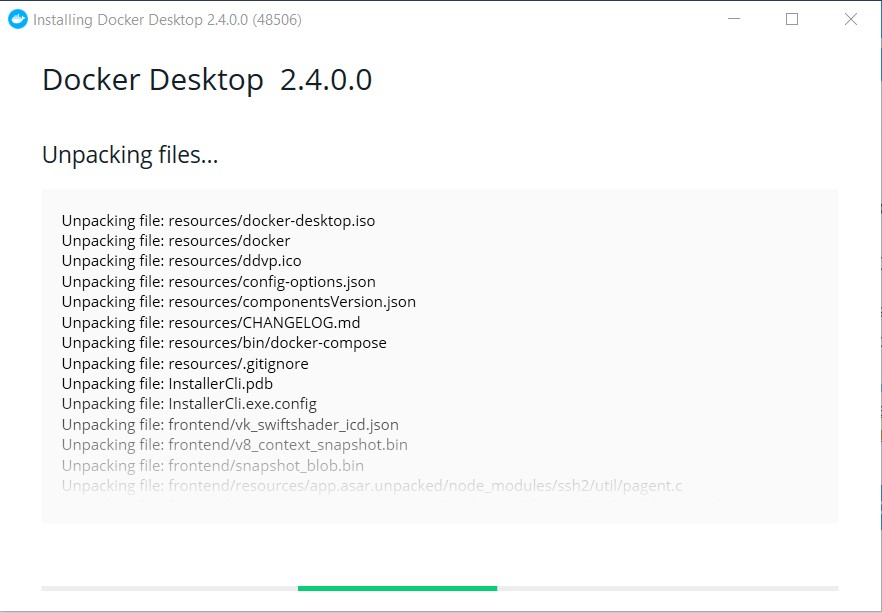 Installing Docker Desktop 2.4.0.0 (48506)
Docker Desktop 2.4.0.0
Unpacking files...
Unpacking file: resources/docker-desktop.iso
Unpacking file: resources/docker
Unpacking file: resources/ddvp.ico
Unpacking file: resources/config-options.json
Unpacking file: resources/componentsVersion.json
Unpacking file: resources/CHANGELOG.md
Unpacking file: resources/bin/docker-compose
Unpacking file: resources/.gitignore
Unpacking file: InstallerCli.pdb
Unpacking file: InstallerCli.exe.config
Unpacking file: frontend/vk_swiftshader_icd.json
Unpacking file: frontend/v8_context_snapshot.bin
Unpacking file: frontend/snapshot_blob.bin
Unpacking file: frontend/resources/app.asar.unpacked/node_modules/ssh2/util/pagent.c